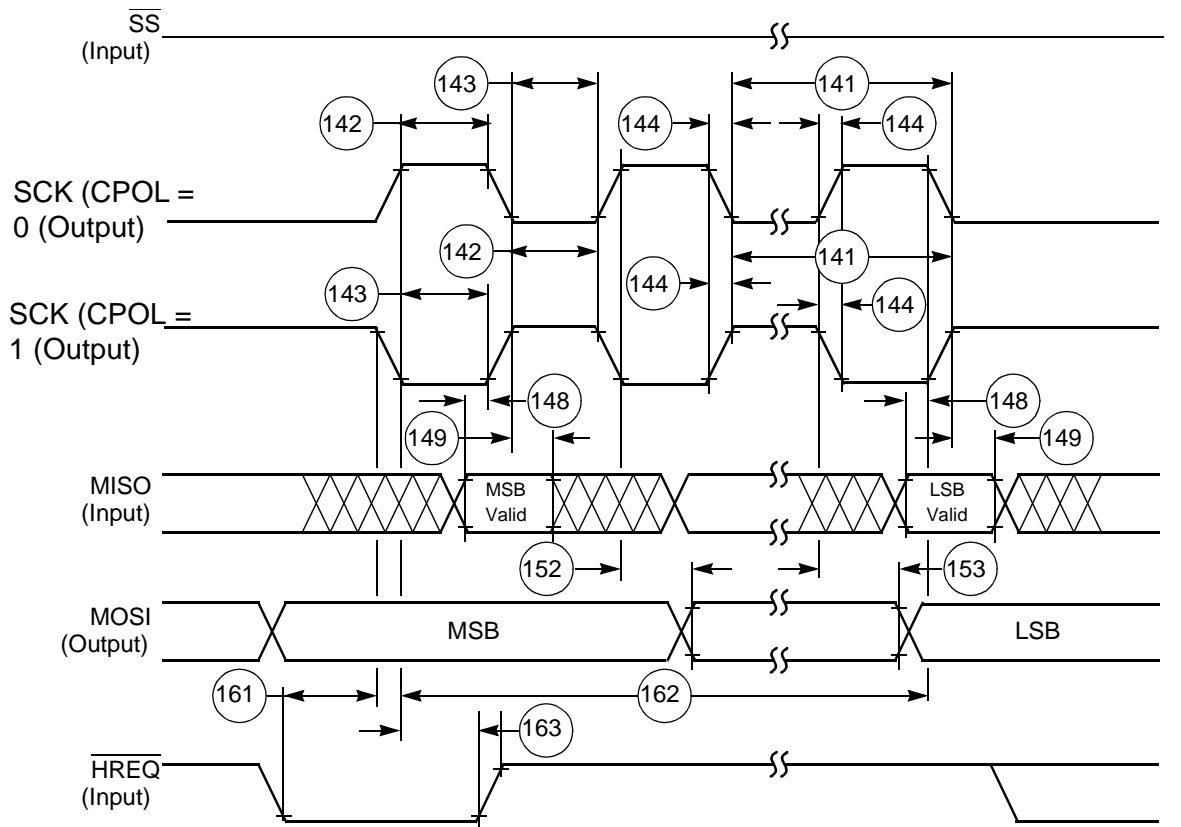 SS
(Input)
143
141
142
144
144
SCK (CPOL =
0 (Output)
142
141
144
143
144
SCK (CPOL =
1 (Output)
148
148
149
149
MISO
(Input)
MSB
Valid
LSB
Valid
152
153
MOSI
(Output)
MSB
LSB
161
162
163
HREQ
(Input)